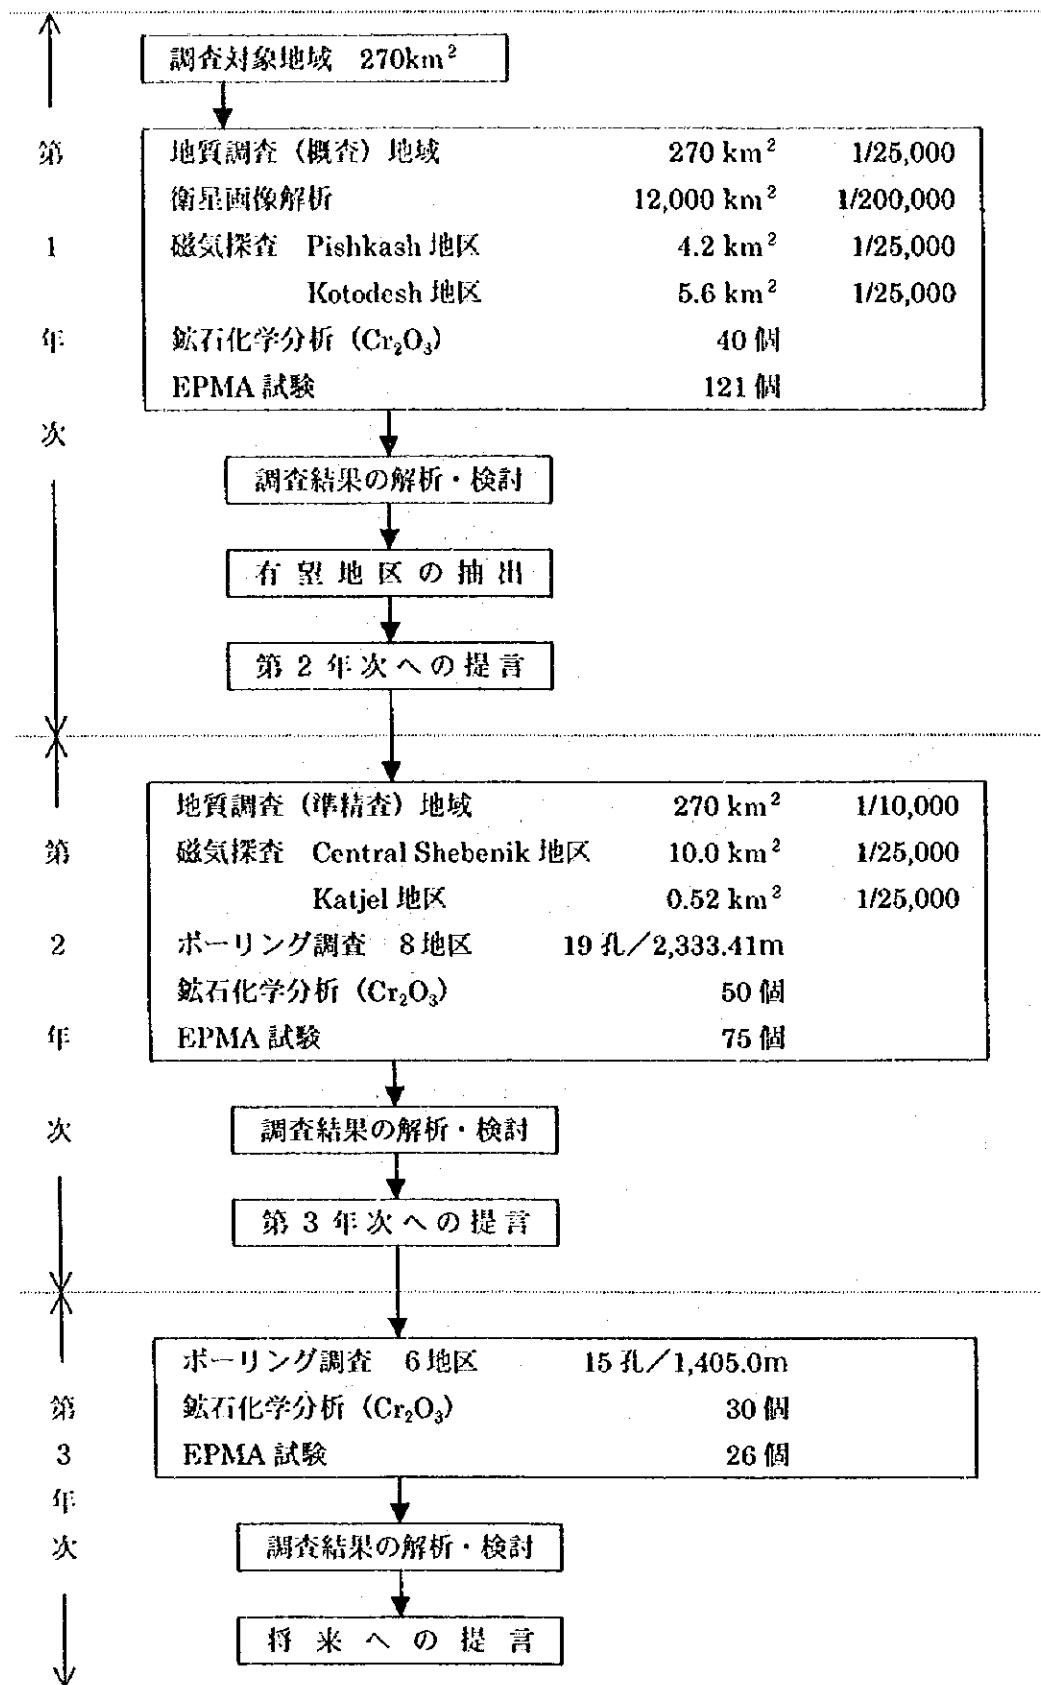 調査対象地域 270km²
第1年次
地質調査（概査）地域 270 km² 1/25,000
衛星画像解析 12,000 km² 1/200,000
磁気探査 Pishkash 地区 4.2 km² 1/25,000
Kotodesh 地区 5.6 km² 1/25,000
鉱石化学分析（Cr₂O₃） 40 個
EPMA 試験 121 個
調査結果の解析・検討
有望地区の抽出
第2年次への提言
第2年次
地質調査（準精査）地域 270 km² 1/10,000
磁気探査 Central Shebenik 地区 10.0 km² 1/25,000
Katjel 地区 0.52 km² 1/25,000
ボーリング調査 8地区 19 孔／2,333.41m
鉱石化学分析（Cr₂O₃） 50 個
EPMA 試験 75 個
調査結果の解析・検討
第3年次への提言
第3年次
ボーリング調査 6地区 15 孔／1,405.0m
鉱石化学分析（Cr₂O₃） 30 個
EPMA 試験 26 個
調査結果の解析・検討
将来への提言